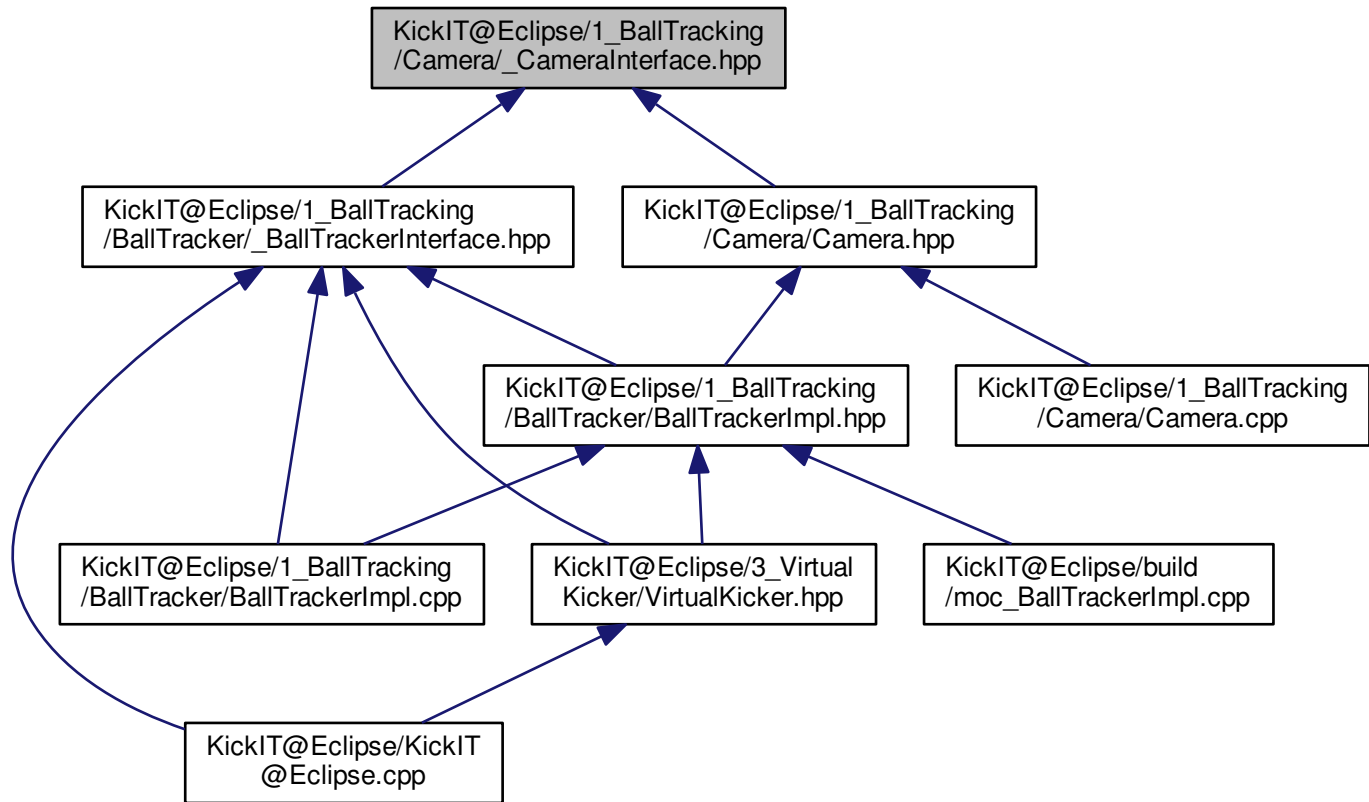 KickIT@Eclipse/1_BallTracking
/Camera/_CameraInterface.hpp
KickIT@Eclipse/1_BallTracking
/BallTracker/_BallTrackerInterface.hpp
KickIT@Eclipse/1_BallTracking
/Camera/Camera.hpp
KickIT@Eclipse/1_BallTracking
/BallTracker/BallTrackerImpl.hpp
KickIT@Eclipse/1_BallTracking
/Camera/Camera.cpp
KickIT@Eclipse/1_BallTracking
/BallTracker/BallTrackerImpl.cpp
KickIT@Eclipse/3_Virtual
Kicker/VirtualKicker.hpp
KickIT@Eclipse/build
/moc_BallTrackerImpl.cpp
KickIT@Eclipse/KickIT
@Eclipse.cpp